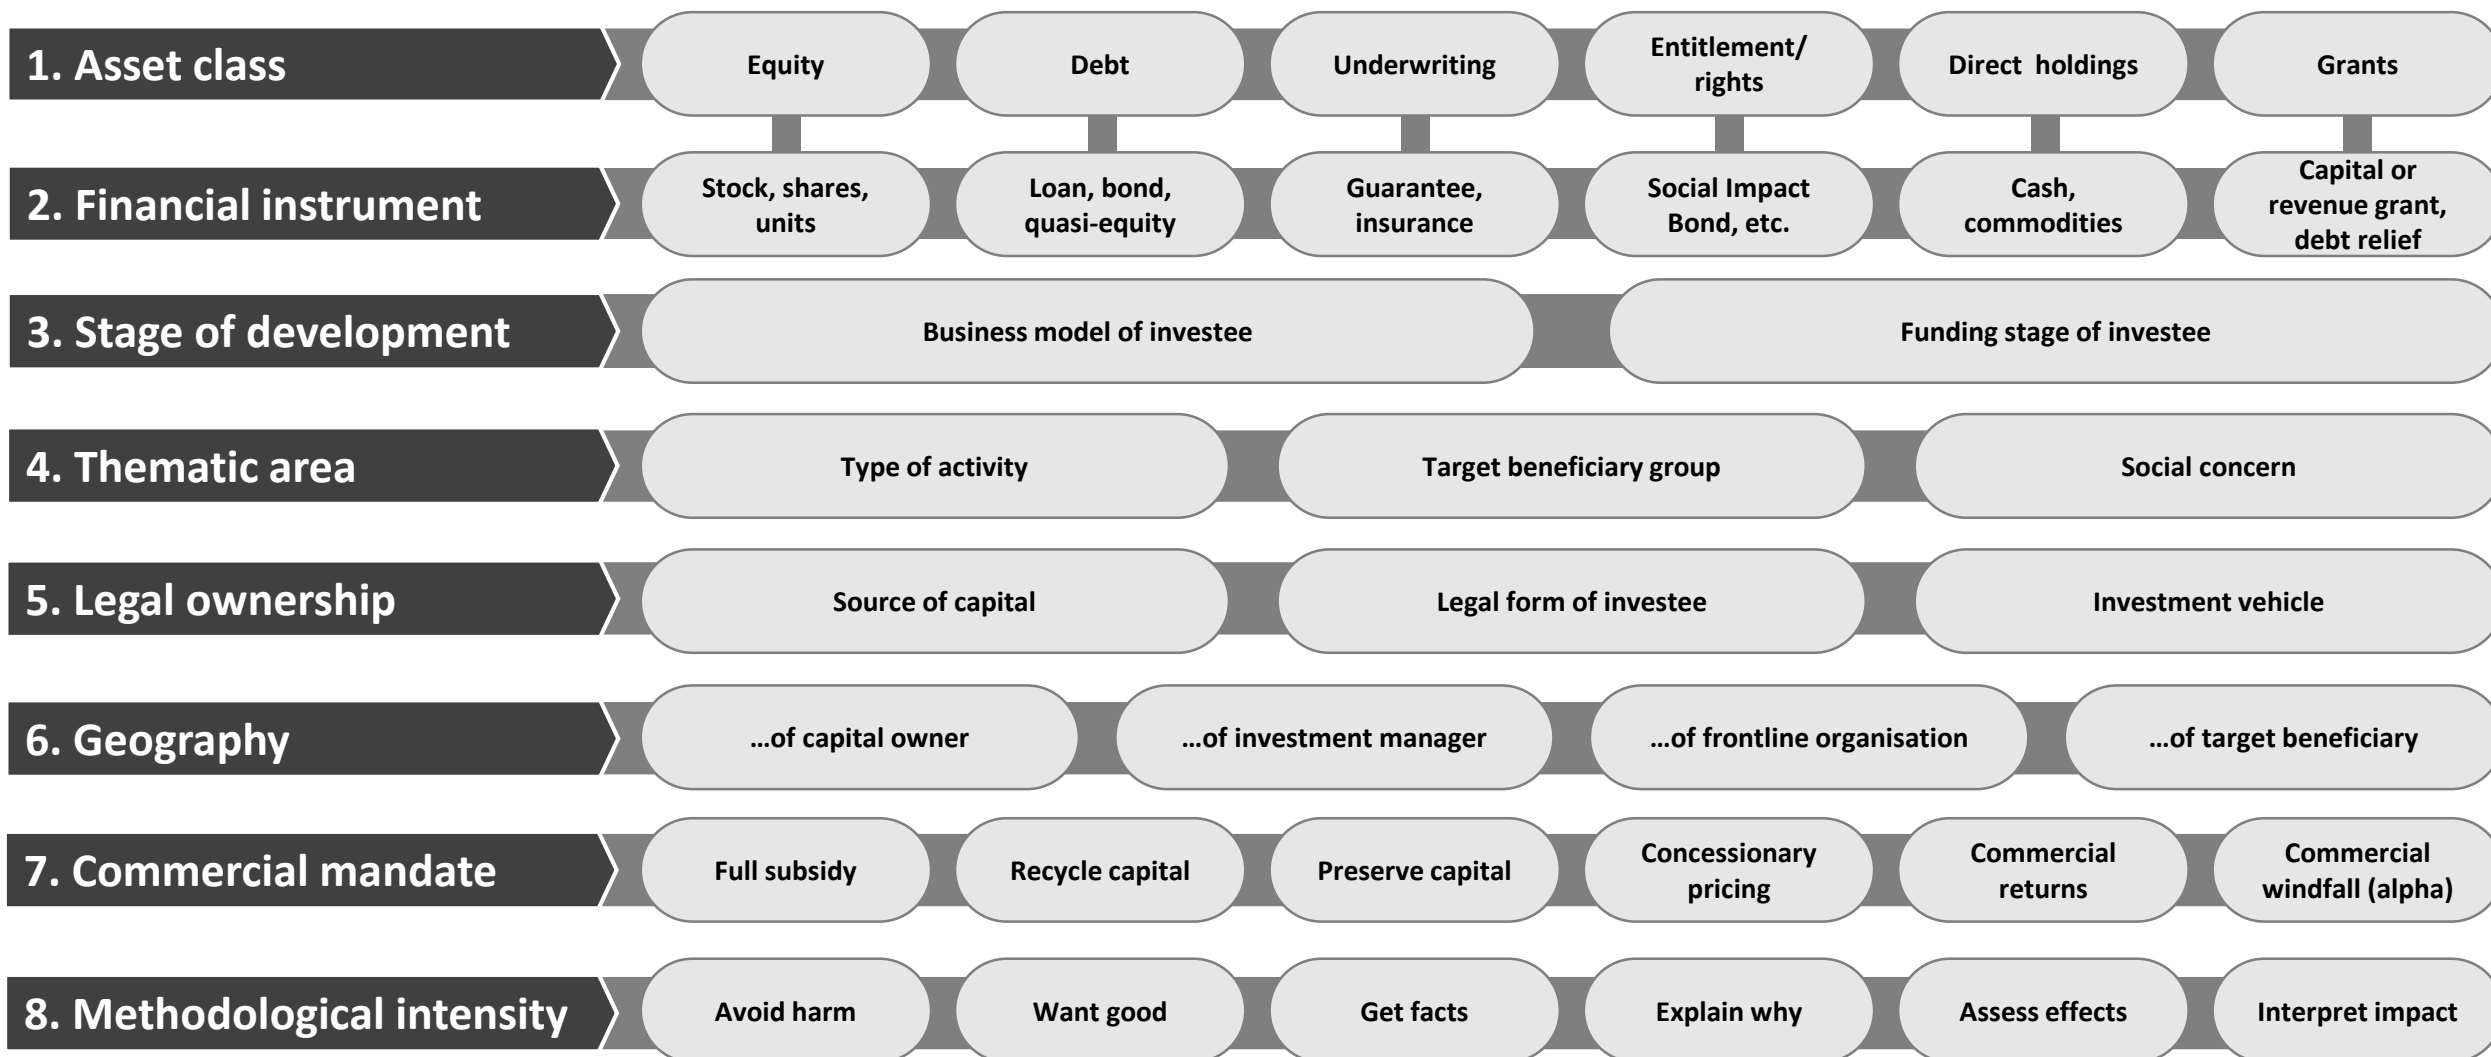 1. Asset class
Equity
Debt
Underwriting
Entitlement/
rights
Direct holdings
Grants
2. Financial instrument
Stock, shares,
units
Loan, bond,
quasi-equity
Guarantee,
insurance
Social Impact
Bond, etc.
Cash,
commodities
Capital or
revenue grant,
debt relief
3. Stage of development
Business model of investee
Funding stage of investee
4. Thematic area
Type of activity
Target beneficiary group
Social concern
5. Legal ownership
Source of capital
Legal form of investee
Investment vehicle
6. Geography
...of capital owner
...of investment manager
...of frontline organisation
...of target beneficiary
7. Commercial mandate
Full subsidy
Recycle capital
Preserve capital
Concessionary
pricing
Commercial
returns
Commercial
windfall (alpha)
8. Methodological intensity
Avoid harm
Want good
Get facts
Explain why
Assess effects
Interpret impact